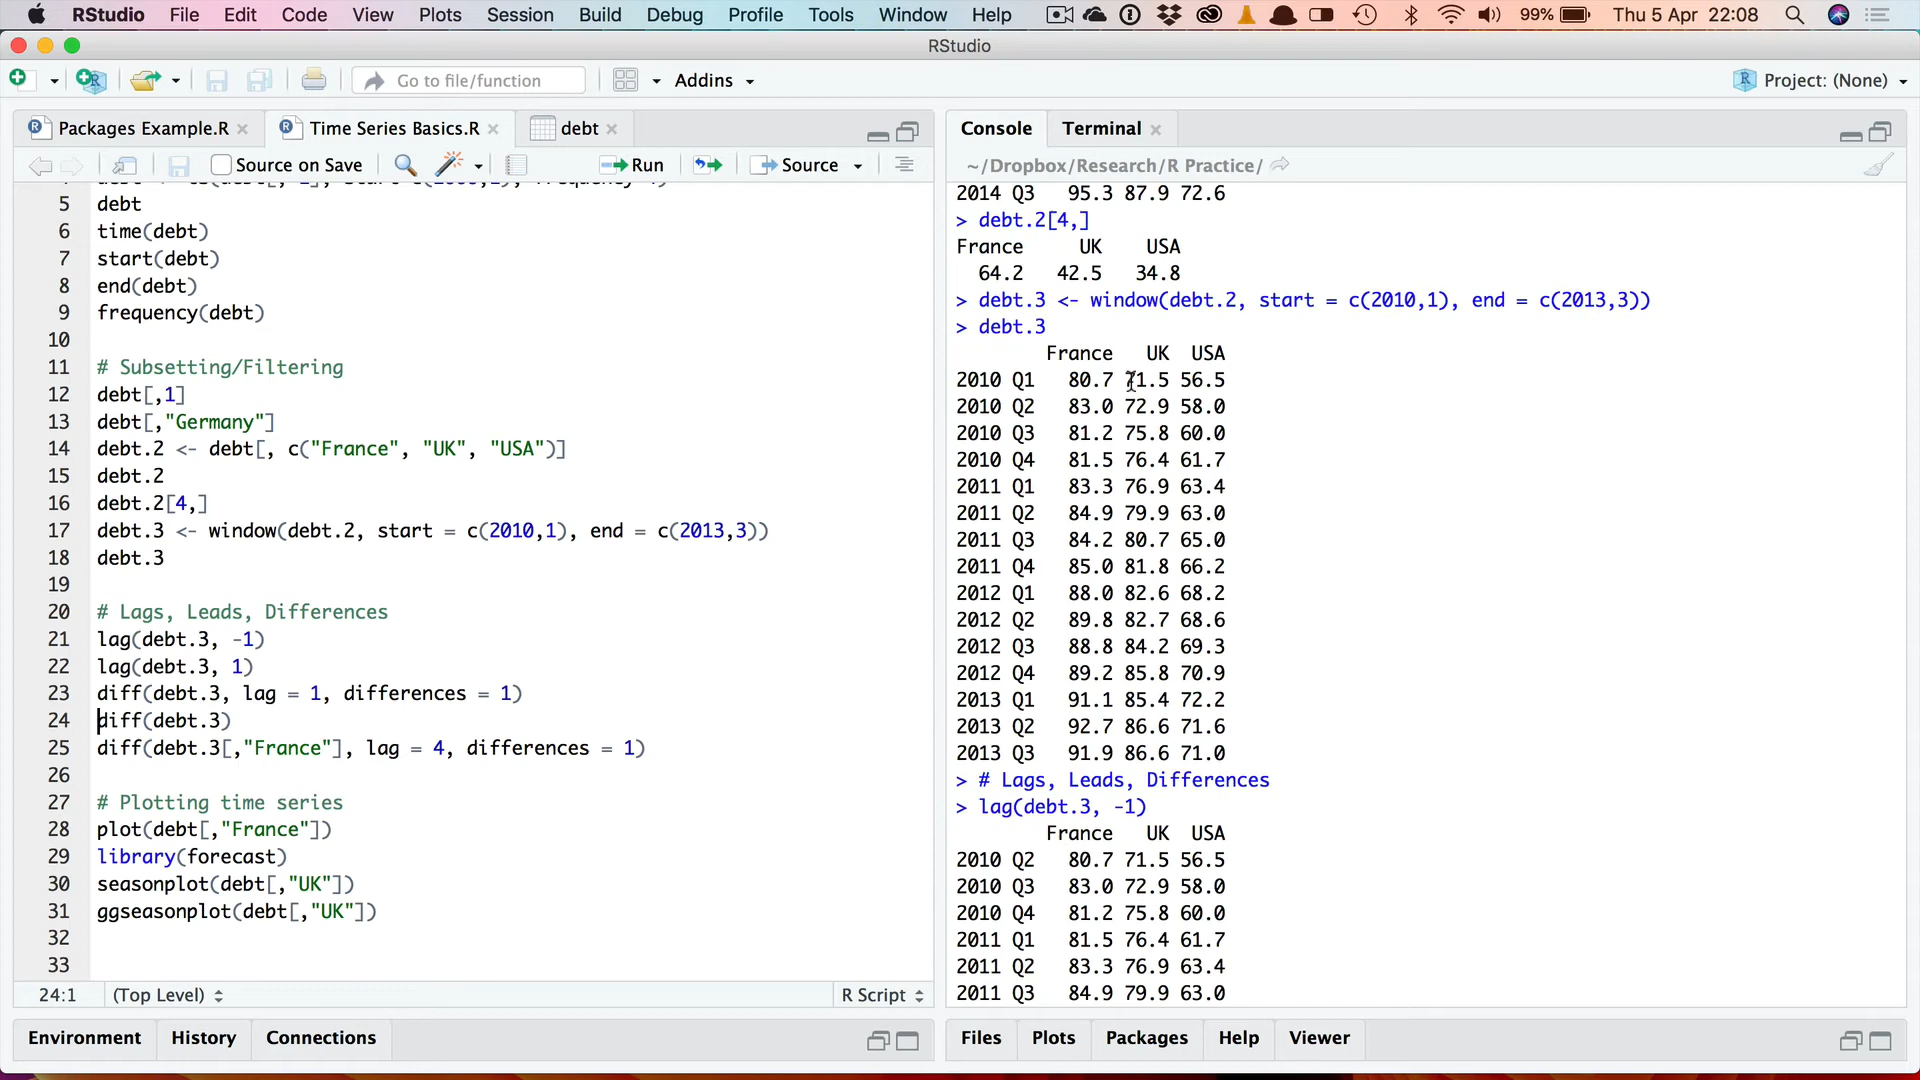 RStudio File Edit Code View Plots Session Build Debug Profile Tools Window Help 99% Thu 5 Apr 22:08
RStudio
Go to file/function Addins Project: (None)
Packages Example.R Time Series Basics.R debt
Source on Save Run Source
5 debt
6 time(debt)
7 start(debt)
8 end(debt)
9 frequency(debt)
10
11 # Subsetting/Filtering
12 debt[,1]
13 debt[,"Germany"]
14 debt.2 <- debt[, c("France", "UK", "USA")]
15 debt.2
16 debt.2[4,]
17 debt.3 <- window(debt.2, start = c(2010,1), end = c(2013,3))
18 debt.3
19
20 # Lags, Leads, Differences
21 lag(debt.3, -1)
22 lag(debt.3, 1)
23 diff(debt.3, lag = 1, differences = 1)
24 diff(debt.3)
25 diff(debt.3[,"France"], lag = 4, differences = 1)
26
27 # Plotting time series
28 plot(debt[,"France"])
29 library(forecast)
30 seasonplot(debt[,"UK"])
31 ggseasonplot(debt[,"UK"])
32
33
24:1 (Top Level) R Script
Environment History Connections
Console Terminal
~/Dropbox/Research/R Practice/
2014 Q3 95.3 87.9 72.6
> debt.2[4,]
France UK USA
64.2 42.5 34.8
> debt.3 <- window(debt.2, start = c(2010,1), end = c(2013,3))
> debt.3
France UK USA
2010 Q1 80.7 71.5 56.5
2010 Q2 83.0 72.9 58.0
2010 Q3 81.2 75.8 60.0
2010 Q4 81.5 76.4 61.7
2011 Q1 83.3 76.9 63.4
2011 Q2 84.9 79.9 63.0
2011 Q3 84.2 80.7 65.0
2011 Q4 85.0 81.8 66.2
2012 Q1 88.0 82.6 68.2
2012 Q2 89.8 82.7 68.6
2012 Q3 88.8 84.2 69.3
2012 Q4 89.2 85.8 70.9
2013 Q1 91.1 85.4 72.2
2013 Q2 92.7 86.6 71.6
2013 Q3 91.9 86.6 71.0
> # Lags, Leads, Differences
> lag(debt.3, -1)
France UK USA
2010 Q2 80.7 71.5 56.5
2010 Q3 83.0 72.9 58.0
2010 Q4 81.2 75.8 60.0
2011 Q1 81.5 76.4 61.7
2011 Q2 83.3 76.9 63.4
2011 Q3 84.9 79.9 63.0
Files Plots Packages Help Viewer